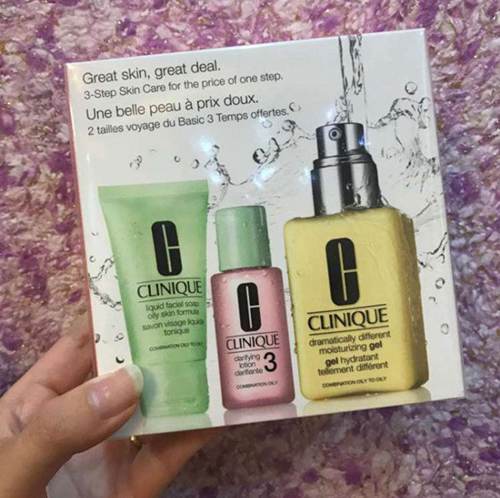 Great skin, great deal.
3-Step Skin Care for the price of one step.
Une belle peau à prix doux.
2 tailles voyage du Basic 3 Temps offertes.
CLINIQUE
liquid facial soap
oily skin formula
savon visage liquide
tonique
COMBINATION OILY TO OILY
CLINIQUE
clarifying
lotion
clarifiante
3
COMBINATION OILY
CLINIQUE
dramatically different
moisturizing gel
gel hydratant
tellement différent
COMBINATION OILY TO OILY